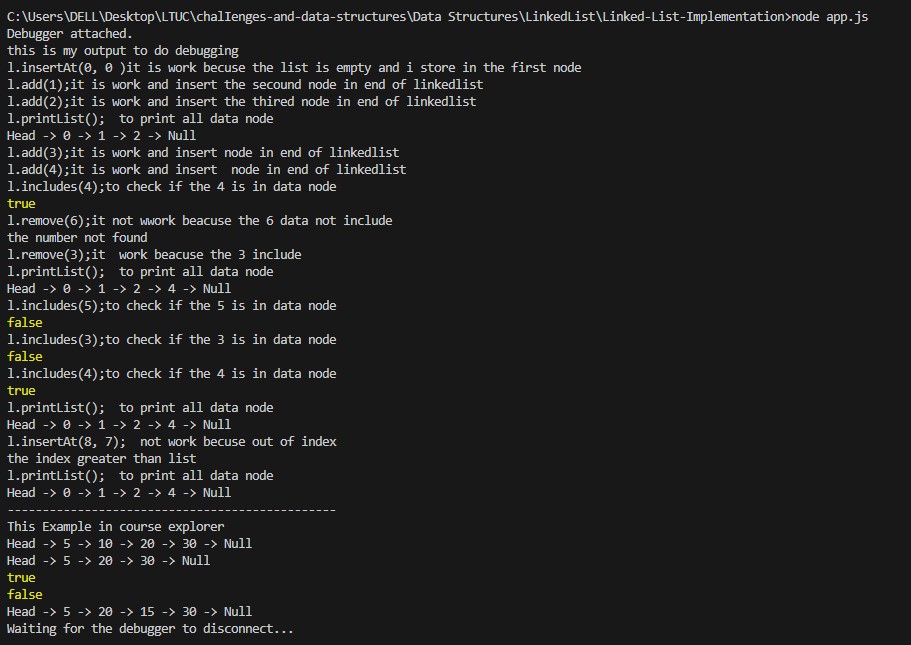 C:\Users\DELL\Desktop\LTUC\challenges-and-data-structures\Data Structures\LinkedList\Linked-List-Implementation>node app.js
Debugger attached.
this is my output to do debugging
l.insertAt(0, 0 )it is work becuse the list is empty and i store in the first node
l.add(1);it is work and insert the secound node in end of linkedlist
l.add(2);it is work and insert the thired node in end of linkedlist
l.printList();  to print all data node
Head -> 0 -> 1 -> 2 -> Null
l.add(3);it is work and insert node in end of linkedlist
l.add(4);it is work and insert  node in end of linkedlist
l.includes(4);to check if the 4 is in data node
true
l.remove(6);it not wwork beacuse the 6 data not include
the number not found
l.remove(3);it  work beacuse the 3 include
l.printList();  to print all data node
Head -> 0 -> 1 -> 2 -> 4 -> Null
l.includes(5);to check if the 5 is in data node
false
l.includes(3);to check if the 3 is in data node
false
l.includes(4);to check if the 4 is in data node
true
l.printList();  to print all data node
Head -> 0 -> 1 -> 2 -> 4 -> Null
l.insertAt(8, 7);  not work becuse out of index
the index greater than list
l.printList();  to print all data node
Head -> 0 -> 1 -> 2 -> 4 -> Null
-----------------------------------------------
This Example in course explorer
Head -> 5 -> 10 -> 20 -> 30 -> Null
Head -> 5 -> 20 -> 30 -> Null
true
false
Head -> 5 -> 20 -> 15 -> 30 -> Null
Waiting for the debugger to disconnect...